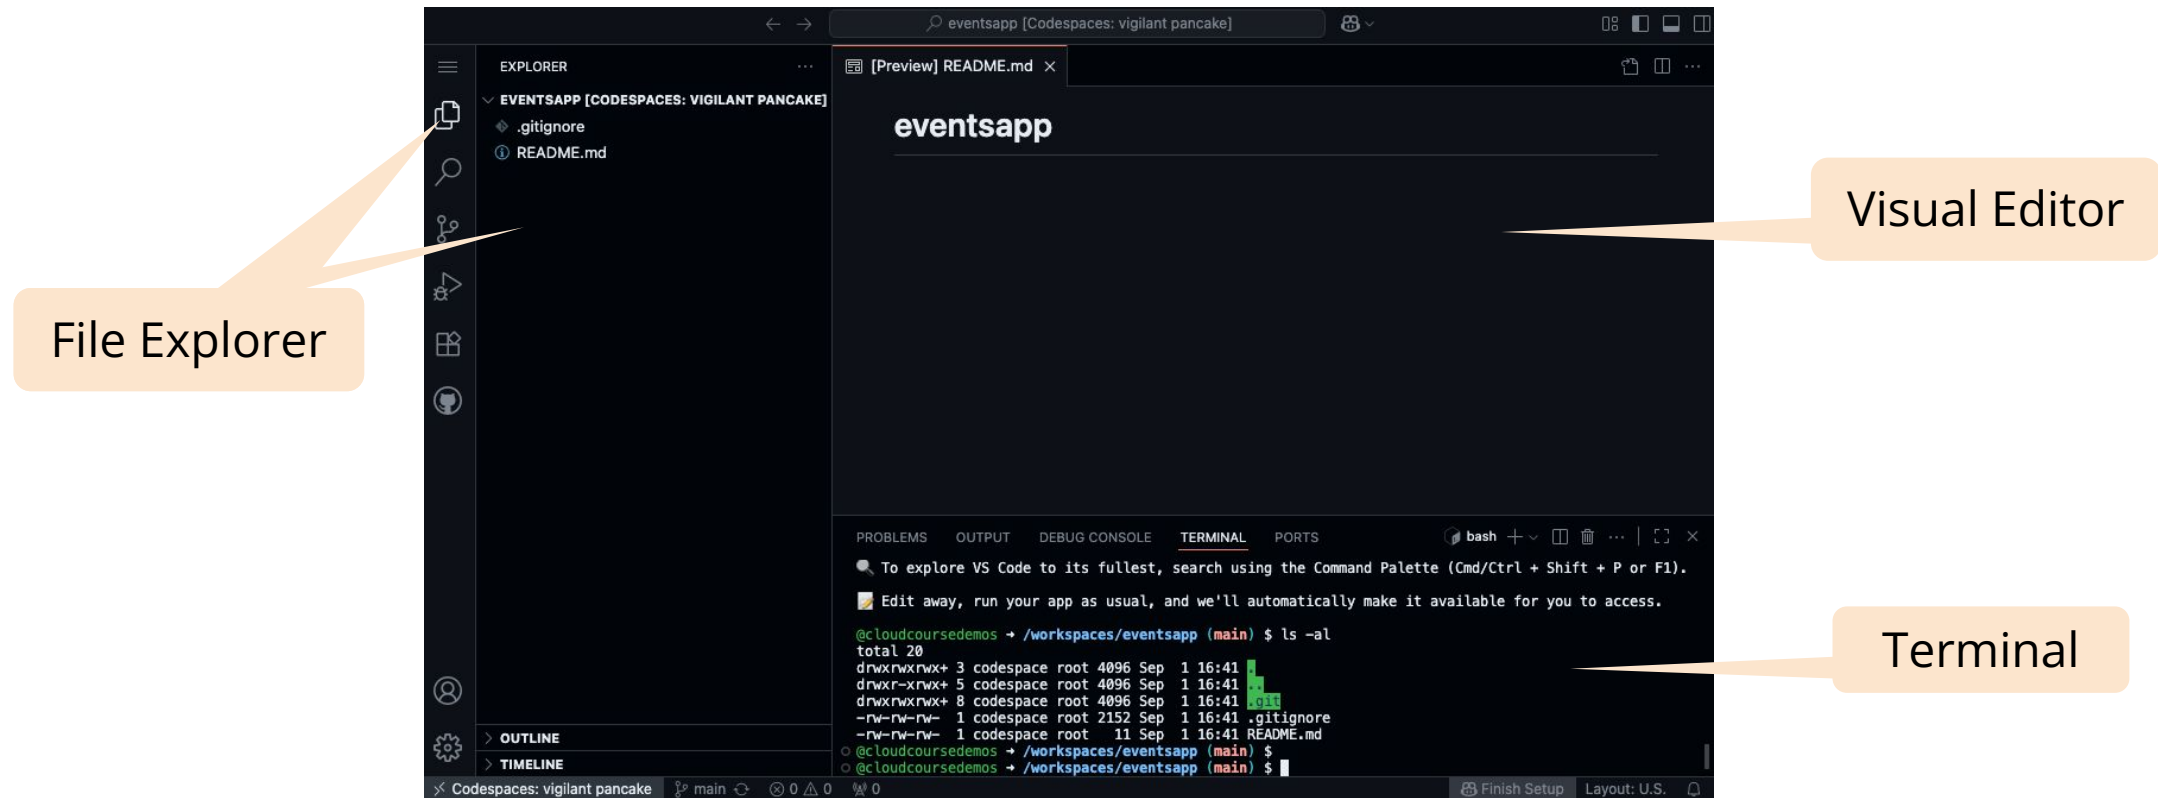 eventsapp [Codespaces: vigilant pancake]
EXPLORER
[Preview] README.md
EVENTSAPP [CODESPACES: VIGILANT PANCAKE]
.gitignore
README.md
eventsapp
File Explorer
Visual Editor
PROBLEMS OUTPUT DEBUG CONSOLE TERMINAL PORTS bash
To explore VS Code to its fullest, search using the Command Palette (Cmd/Ctrl + Shift + P or F1).
Edit away, run your app as usual, and we'll automatically make it available for you to access.
@cloudcoursedemos → /workspaces/eventsapp (main) $ ls -al
total 20
drwxrwxrwx+ 3 codespace root 4096 Sep  1 16:41 .
drwxr-xrwx+ 5 codespace root 4096 Sep  1 16:41 ..
drwxrwxrwx+ 8 codespace root 4096 Sep  1 16:41 .git
-rw-rw-rw-  1 codespace root 2152 Sep  1 16:41 .gitignore
-rw-rw-rw-  1 codespace root   11 Sep  1 16:41 README.md
@cloudcoursedemos → /workspaces/eventsapp (main) $
@cloudcoursedemos → /workspaces/eventsapp (main) $
Terminal
OUTLINE
TIMELINE
Codespaces: vigilant pancake main 0 0 0 Finish Setup Layout: U.S.